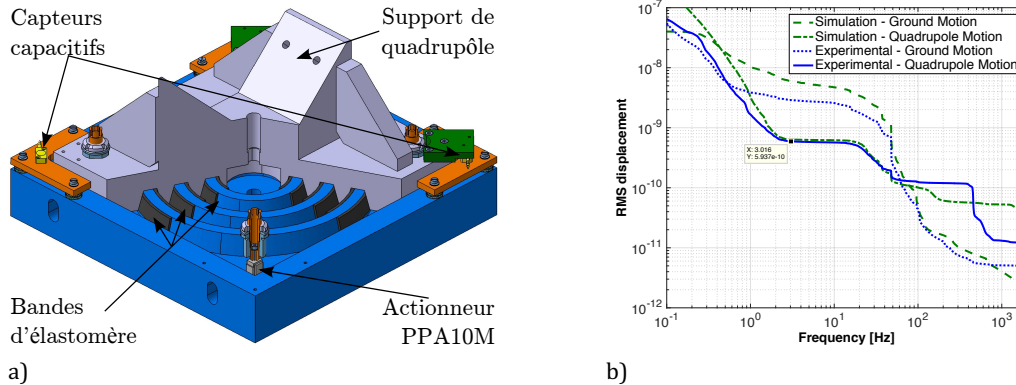 Capteurs
capacitifs
Support de
quadrupôle
Bandes
d'élastomère
Actionneur
PPA10M
a)
10^-7
10^-8
10^-9
10^-10
10^-11
10^-12
RMS displacement
Simulation - Ground Motion
Simulation - Quadrupole Motion
Experimental - Ground Motion
Experimental - Quadrupole Motion
X: 3.016
Y: 5.937e-10
10^-1
10^0
10^1
10^2
10^3
Frequency [Hz]
b)